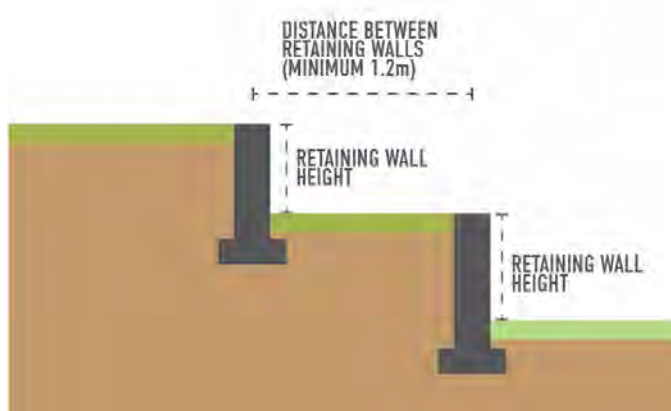 DISTANCE BETWEEN
RETAINING WALLS
(MINIMUM 1.2m)
RETAINING WALL
HEIGHT
RETAINING WALL
HEIGHT